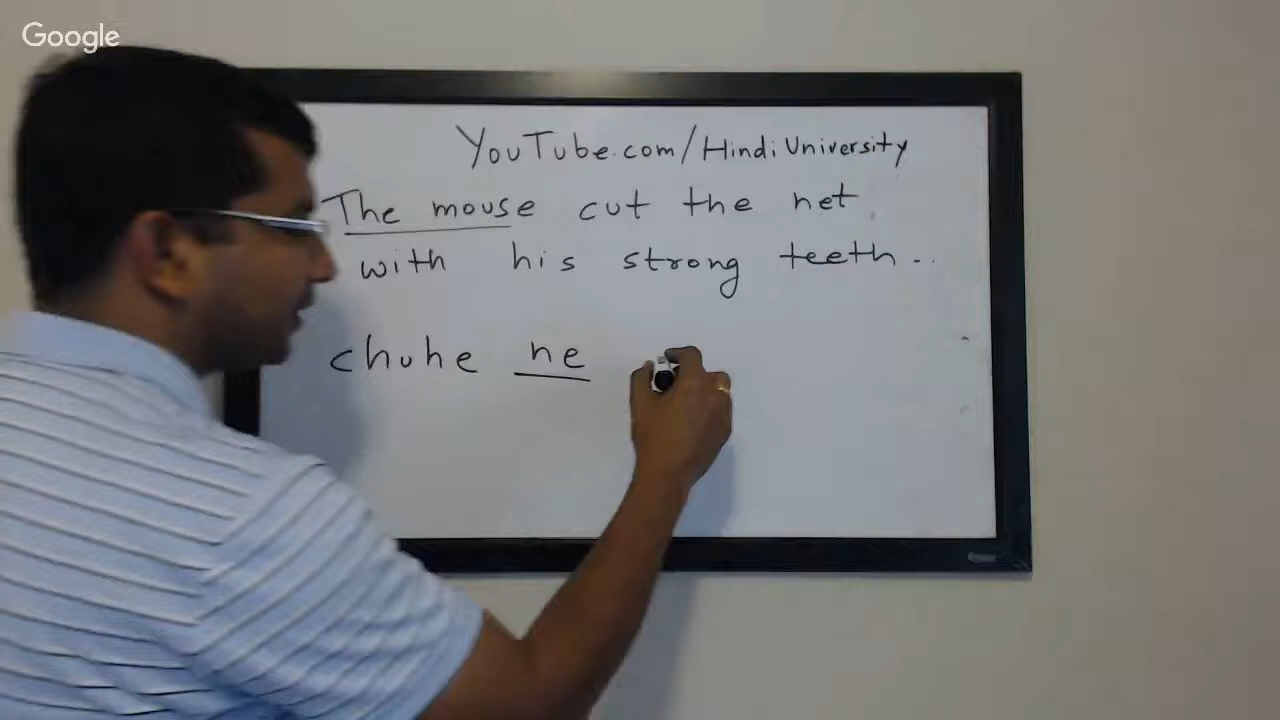 Google
YouTube.com/HindiUniversity
The mouse cut the net
with his strong teeth..
chuhe ne